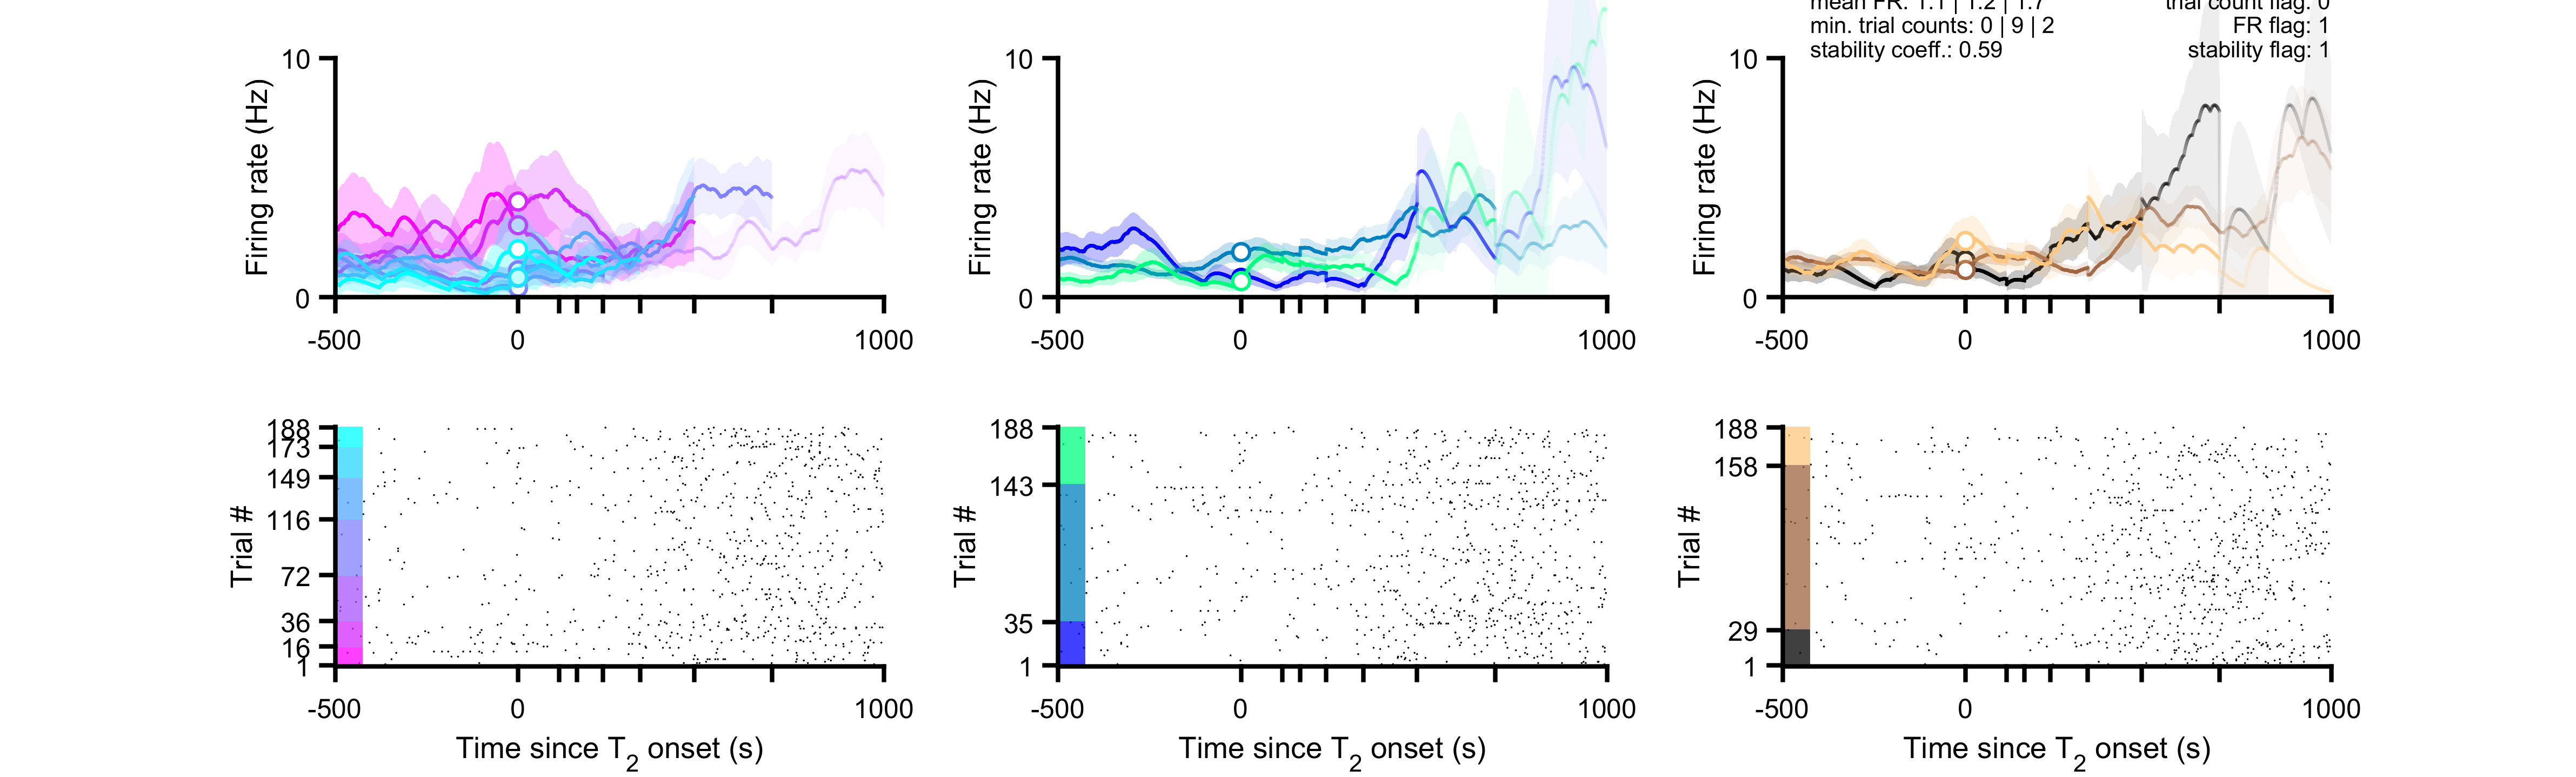 mean FR: 1.1 | 1.2 | 1.7 trial count flag: 0
min. trial counts: 0 | 9 | 2 FR flag: 1
stability coeff.: 0.59 stability flag: 1
10 10 10
Firing rate (Hz) Firing rate (Hz) Firing rate (Hz)
0 0 0
-500 0 1000 -500 0 1000 -500 0 1000
188 188 188
173
149 143 158
116
Trial # Trial # Trial #
72
36 35 29
16
1 1 1
-500 0 1000 -500 0 1000 -500 0 1000
Time since T2 onset (s) Time since T2 onset (s) Time since T2 onset (s)